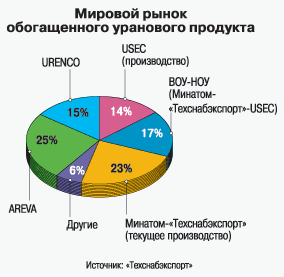 Мировой рынок
обогащенного уранового продукта
USEC
(производство)
URENCO
ВОУ-НОУ
(Минатом-
«Техснабэкспорт»-USEC)
14%
15%
17%
25%
6%
23%
AREVA
Другие
Минатом-«Техснабэкспорт»
(текущее производство)
Источник: «Техснабэкспорт»